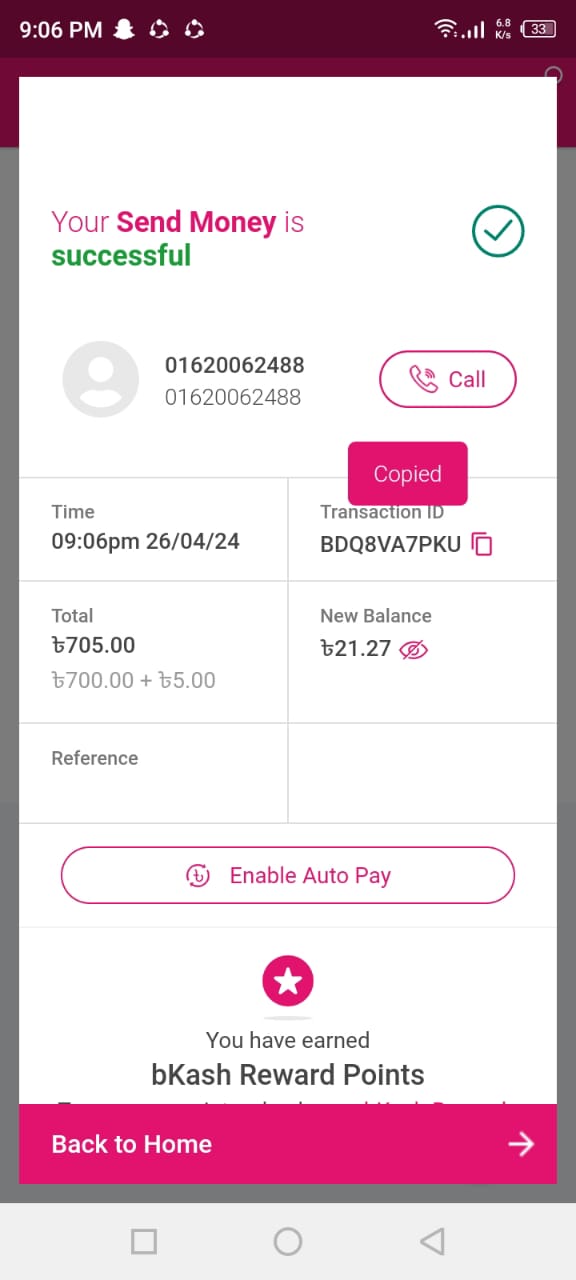 9:06 PM 6.8 K/s 33
Your Send Money is
successful
01620062488
01620062488
Call
Copied
Time
Transaction ID
09:06pm 26/04/24
BDQ8VA7PKU
Total
New Balance
৳705.00
৳21.27
৳700.00 + ৳5.00
Reference
৳ Enable Auto Pay
You have earned
bKash Reward Points
Back to Home